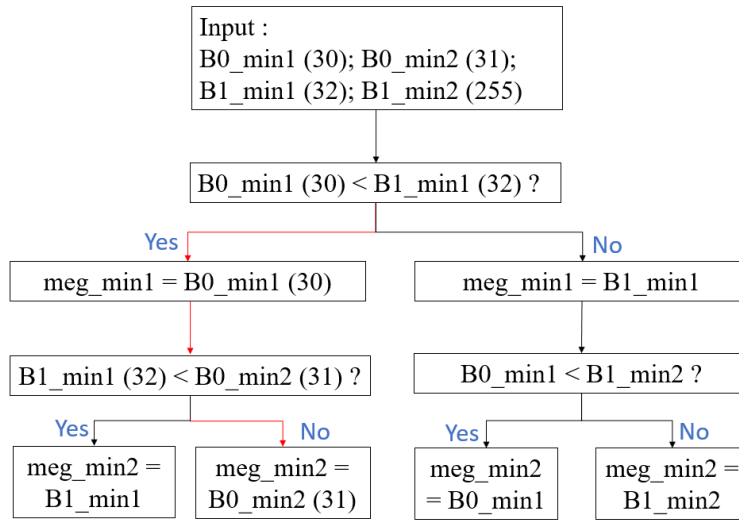 Input :
B0_min1 (30); B0_min2 (31);
B1_min1 (32); B1_min2 (255)
B0_min1 (30) < B1_min1 (32) ?
Yes
No
meg_min1 = B0_min1 (30)
meg_min1 = B1_min1
B1_min1 (32) < B0_min2 (31) ?
B0_min1 < B1_min2 ?
Yes
No
Yes
No
meg_min2 =
B1_min1
meg_min2 =
B0_min2 (31)
meg_min2
= B0_min1
meg_min2 =
B1_min2